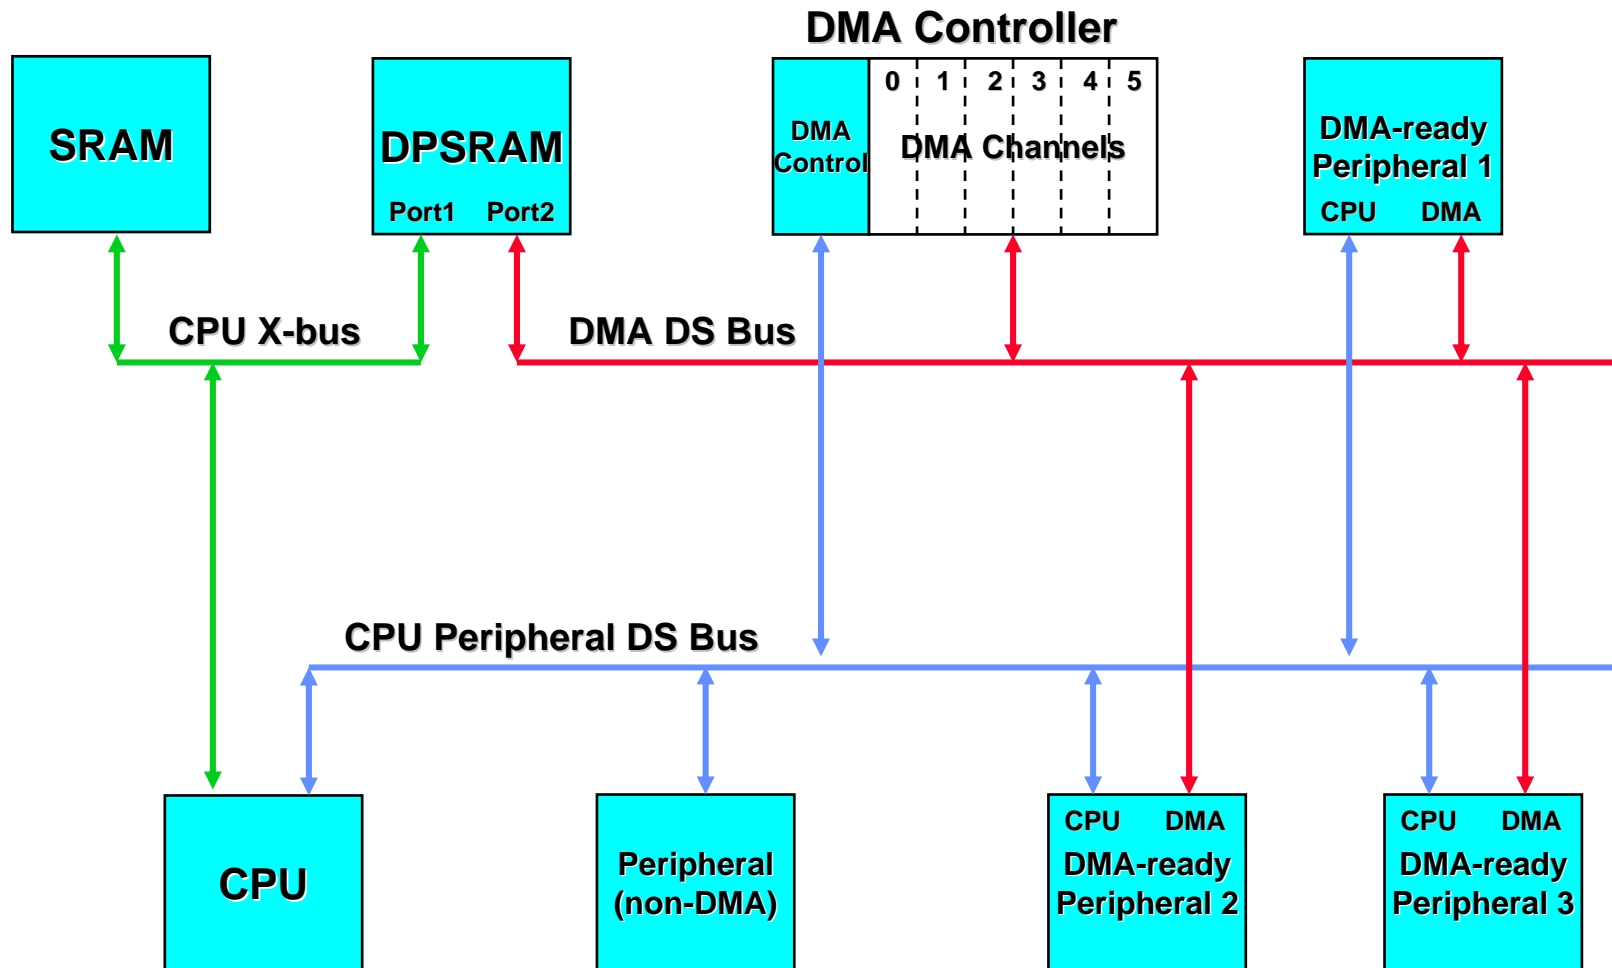 DMA Controller
SRAM
DPSRAM
Port1 Port2
DMA
Control
0 1 2 3 4 5
DMA Channels
DMA-ready
Peripheral 1
CPU DMA
CPU X-bus
DMA DS Bus
CPU Peripheral DS Bus
CPU
Peripheral
(non-DMA)
CPU DMA
DMA-ready
Peripheral 2
CPU DMA
DMA-ready
Peripheral 3